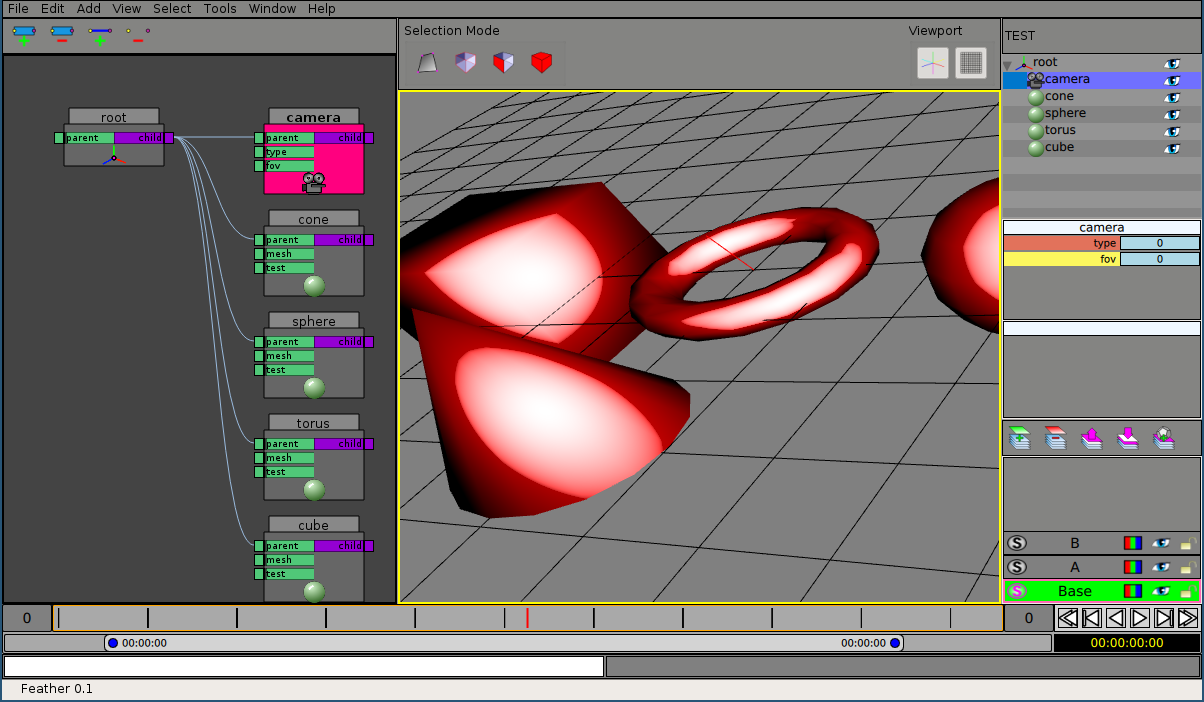 File Edit Add View Select Tools Window Help
Selection Mode
Viewport
TEST
root
camera
cone
sphere
torus
cube
root
parent child
camera
parent child
type
fov
cone
parent child
mesh
test
sphere
parent child
mesh
test
torus
parent child
mesh
test
cube
parent child
mesh
test
camera
type 0
fov 0
S B
S A
S Base
0
0
00:00:00
00:00:00
00:00:00:00
Feather 0.1